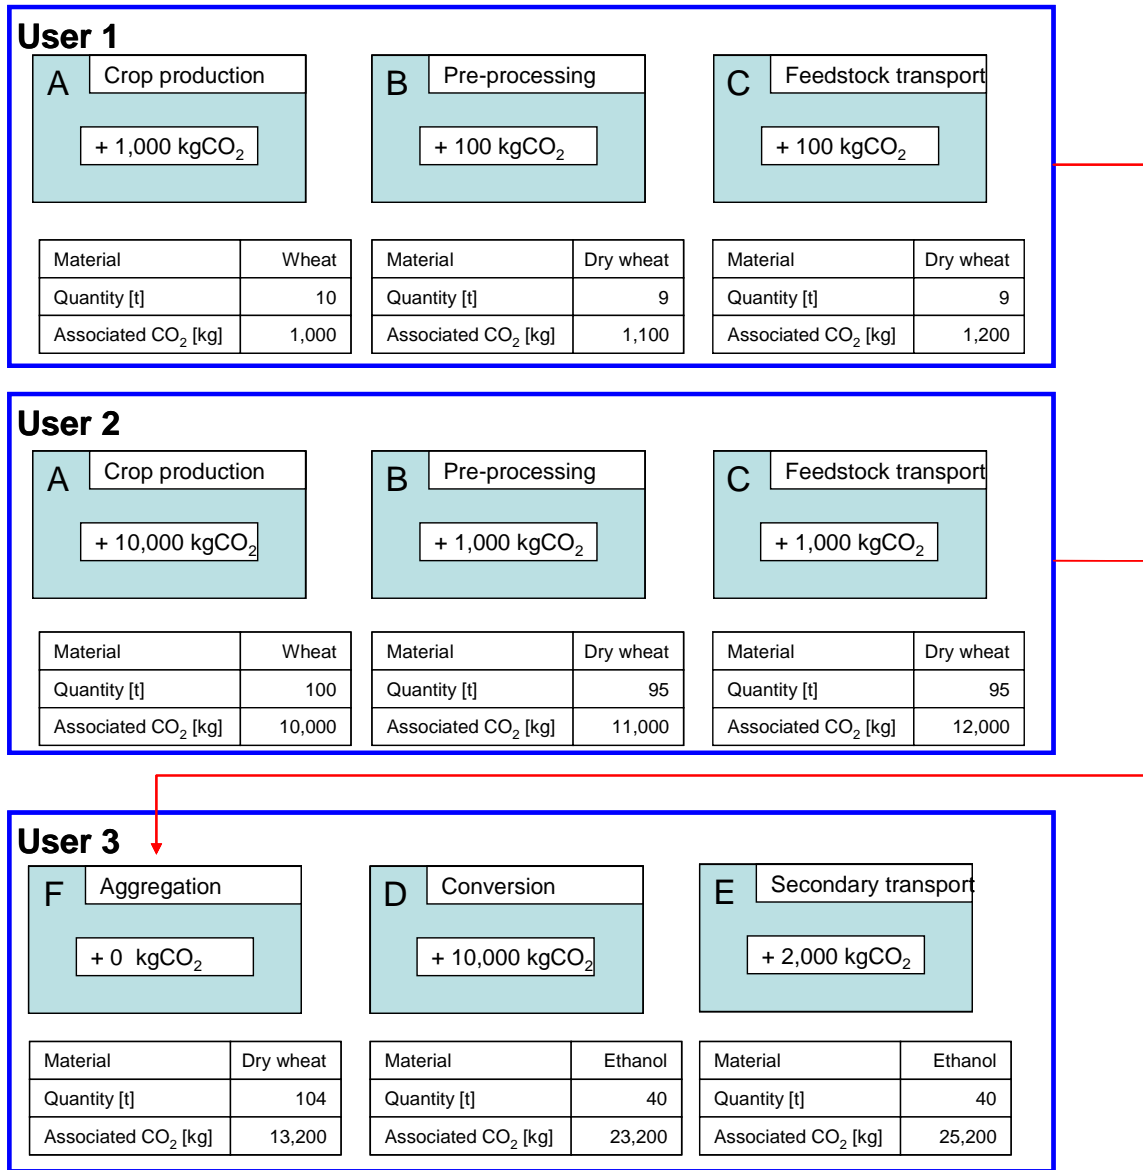 User 1
A Crop production B Pre-processing C Feedstock transport
+ 1,000 kgCO₂ + 100 kgCO₂ + 100 kgCO₂
Material Wheat Material Dry wheat Material Dry wheat
Quantity [t] 10 Quantity [t] 9 Quantity [t] 9
Associated CO₂ [kg] 1,000 Associated CO₂ [kg] 1,100 Associated CO₂ [kg] 1,200
User 2
A Crop production B Pre-processing C Feedstock transport
+ 10,000 kgCO₂ + 1,000 kgCO₂ + 1,000 kgCO₂
Material Wheat Material Dry wheat Material Dry wheat
Quantity [t] 100 Quantity [t] 95 Quantity [t] 95
Associated CO₂ [kg] 10,000 Associated CO₂ [kg] 11,000 Associated CO₂ [kg] 12,000
User 3
F Aggregation D Conversion E Secondary transport
+ 0 kgCO₂ + 10,000 kgCO₂ + 2,000 kgCO₂
Material Dry wheat Material Ethanol Material Ethanol
Quantity [t] 104 Quantity [t] 40 Quantity [t] 40
Associated CO₂ [kg] 13,200 Associated CO₂ [kg] 23,200 Associated CO₂ [kg] 25,200